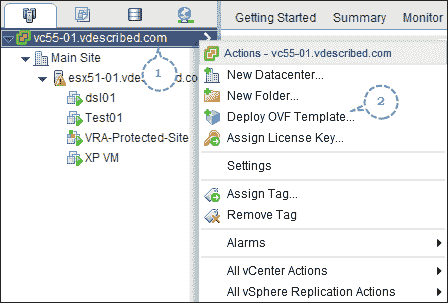 Getting Started Summary Monitor
vc55-01.vdescribed.com
1
Main Site
esx51-01.vdes
ed.co
dsl01
Test01
VRA-Protected-Site
XP VM
Actions - vc55-01.vdescribed.com
New Datacenter...
New Folder...
Deploy OVF Template...
2
Assign License Key...
Settings
Assign Tag...
Remove Tag
Alarms
All vCenter Actions
All vSphere Replication Actions